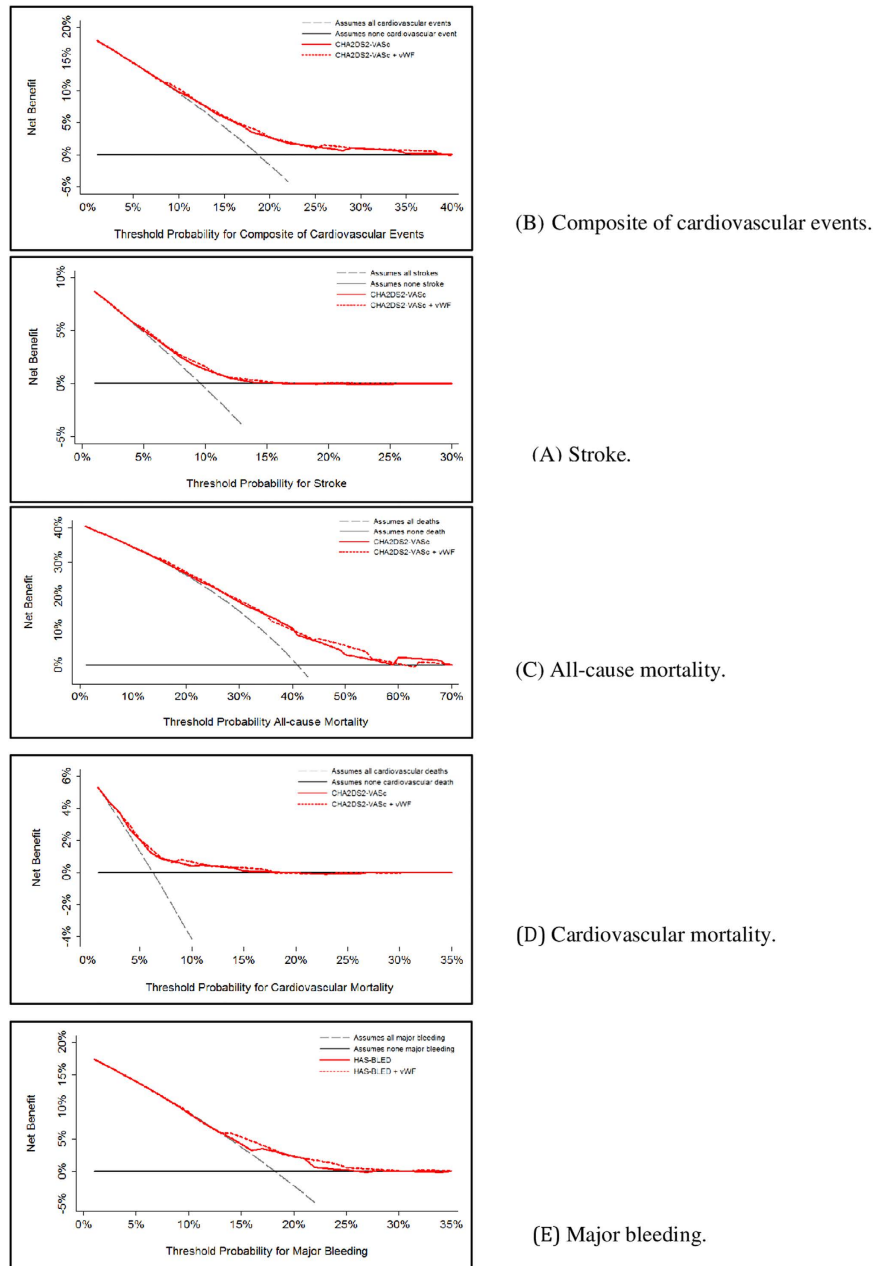 Assumes all cardiovascular events
Assumes none cardiovascular event
CHA2DS2-VASc
CHA2DS2-VASc + vWF
Net Benefit
20%
15%
10%
5%
0%
-5%
0% 5% 10% 15% 20% 25% 30% 35% 40%
Threshold Probability for Composite of Cardiovascular Events
(B) Composite of cardiovascular events.
Assumes all strokes
Assumes none stroke
CHA2DS2-VASc
CHA2DS2-VASc + vWF
Net Benefit
10%
5%
0%
-5%
0% 5% 10% 15% 20% 25% 30%
Threshold Probability for Stroke
(A) Stroke.
Assumes all deaths
Assumes none death
CHA2DS2-VASc
CHA2DS2-VASc + vWF
Net Benefit
40%
30%
20%
10%
0%
0% 10% 20% 30% 40% 50% 60% 70%
Threshold Probability All-cause Mortality
(C) All-cause mortality.
Assumes all cardiovascular deaths
Assumes none cardiovascular death
CHA2DS2-VASc
CHA2DS2-VASc + vWF
Net Benefit
6%
4%
2%
0%
-2%
-4%
0% 5% 10% 15% 20% 25% 30% 35%
Threshold Probability for Cardiovascular Mortality
(D) Cardiovascular mortality.
Assumes all major bleeding
Assumes none major bleeding
HAS-BLED
HAS-BLED + vWF
Net Benefit
20%
15%
10%
5%
0%
-5%
0% 5% 10% 15% 20% 25% 30% 35%
Threshold Probability for Major Bleeding
(E) Major bleeding.